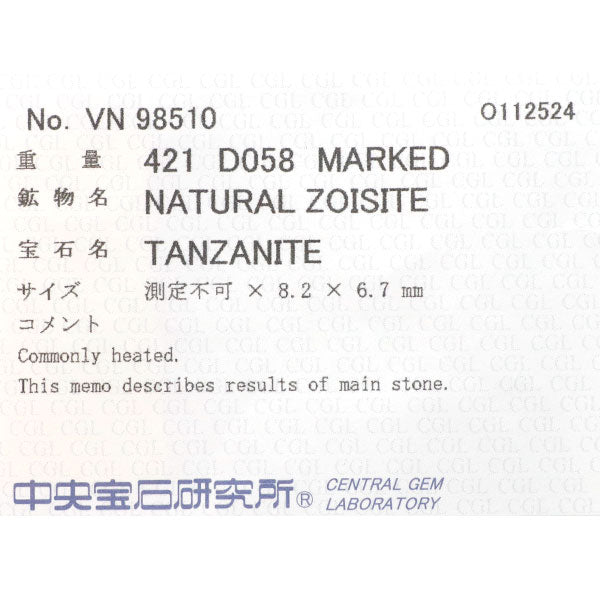 No. VN 98510 O112524
重量 421 D058 MARKED
鉱物名 NATURAL ZOISITE
宝石名 TANZANITE
サイズ 測定不可 × 8.2 × 6.7 mm
コメント
Commonly heated.
This memo describes results of main stone.
中央宝石研究所® CENTRAL GEM
LABORATORY